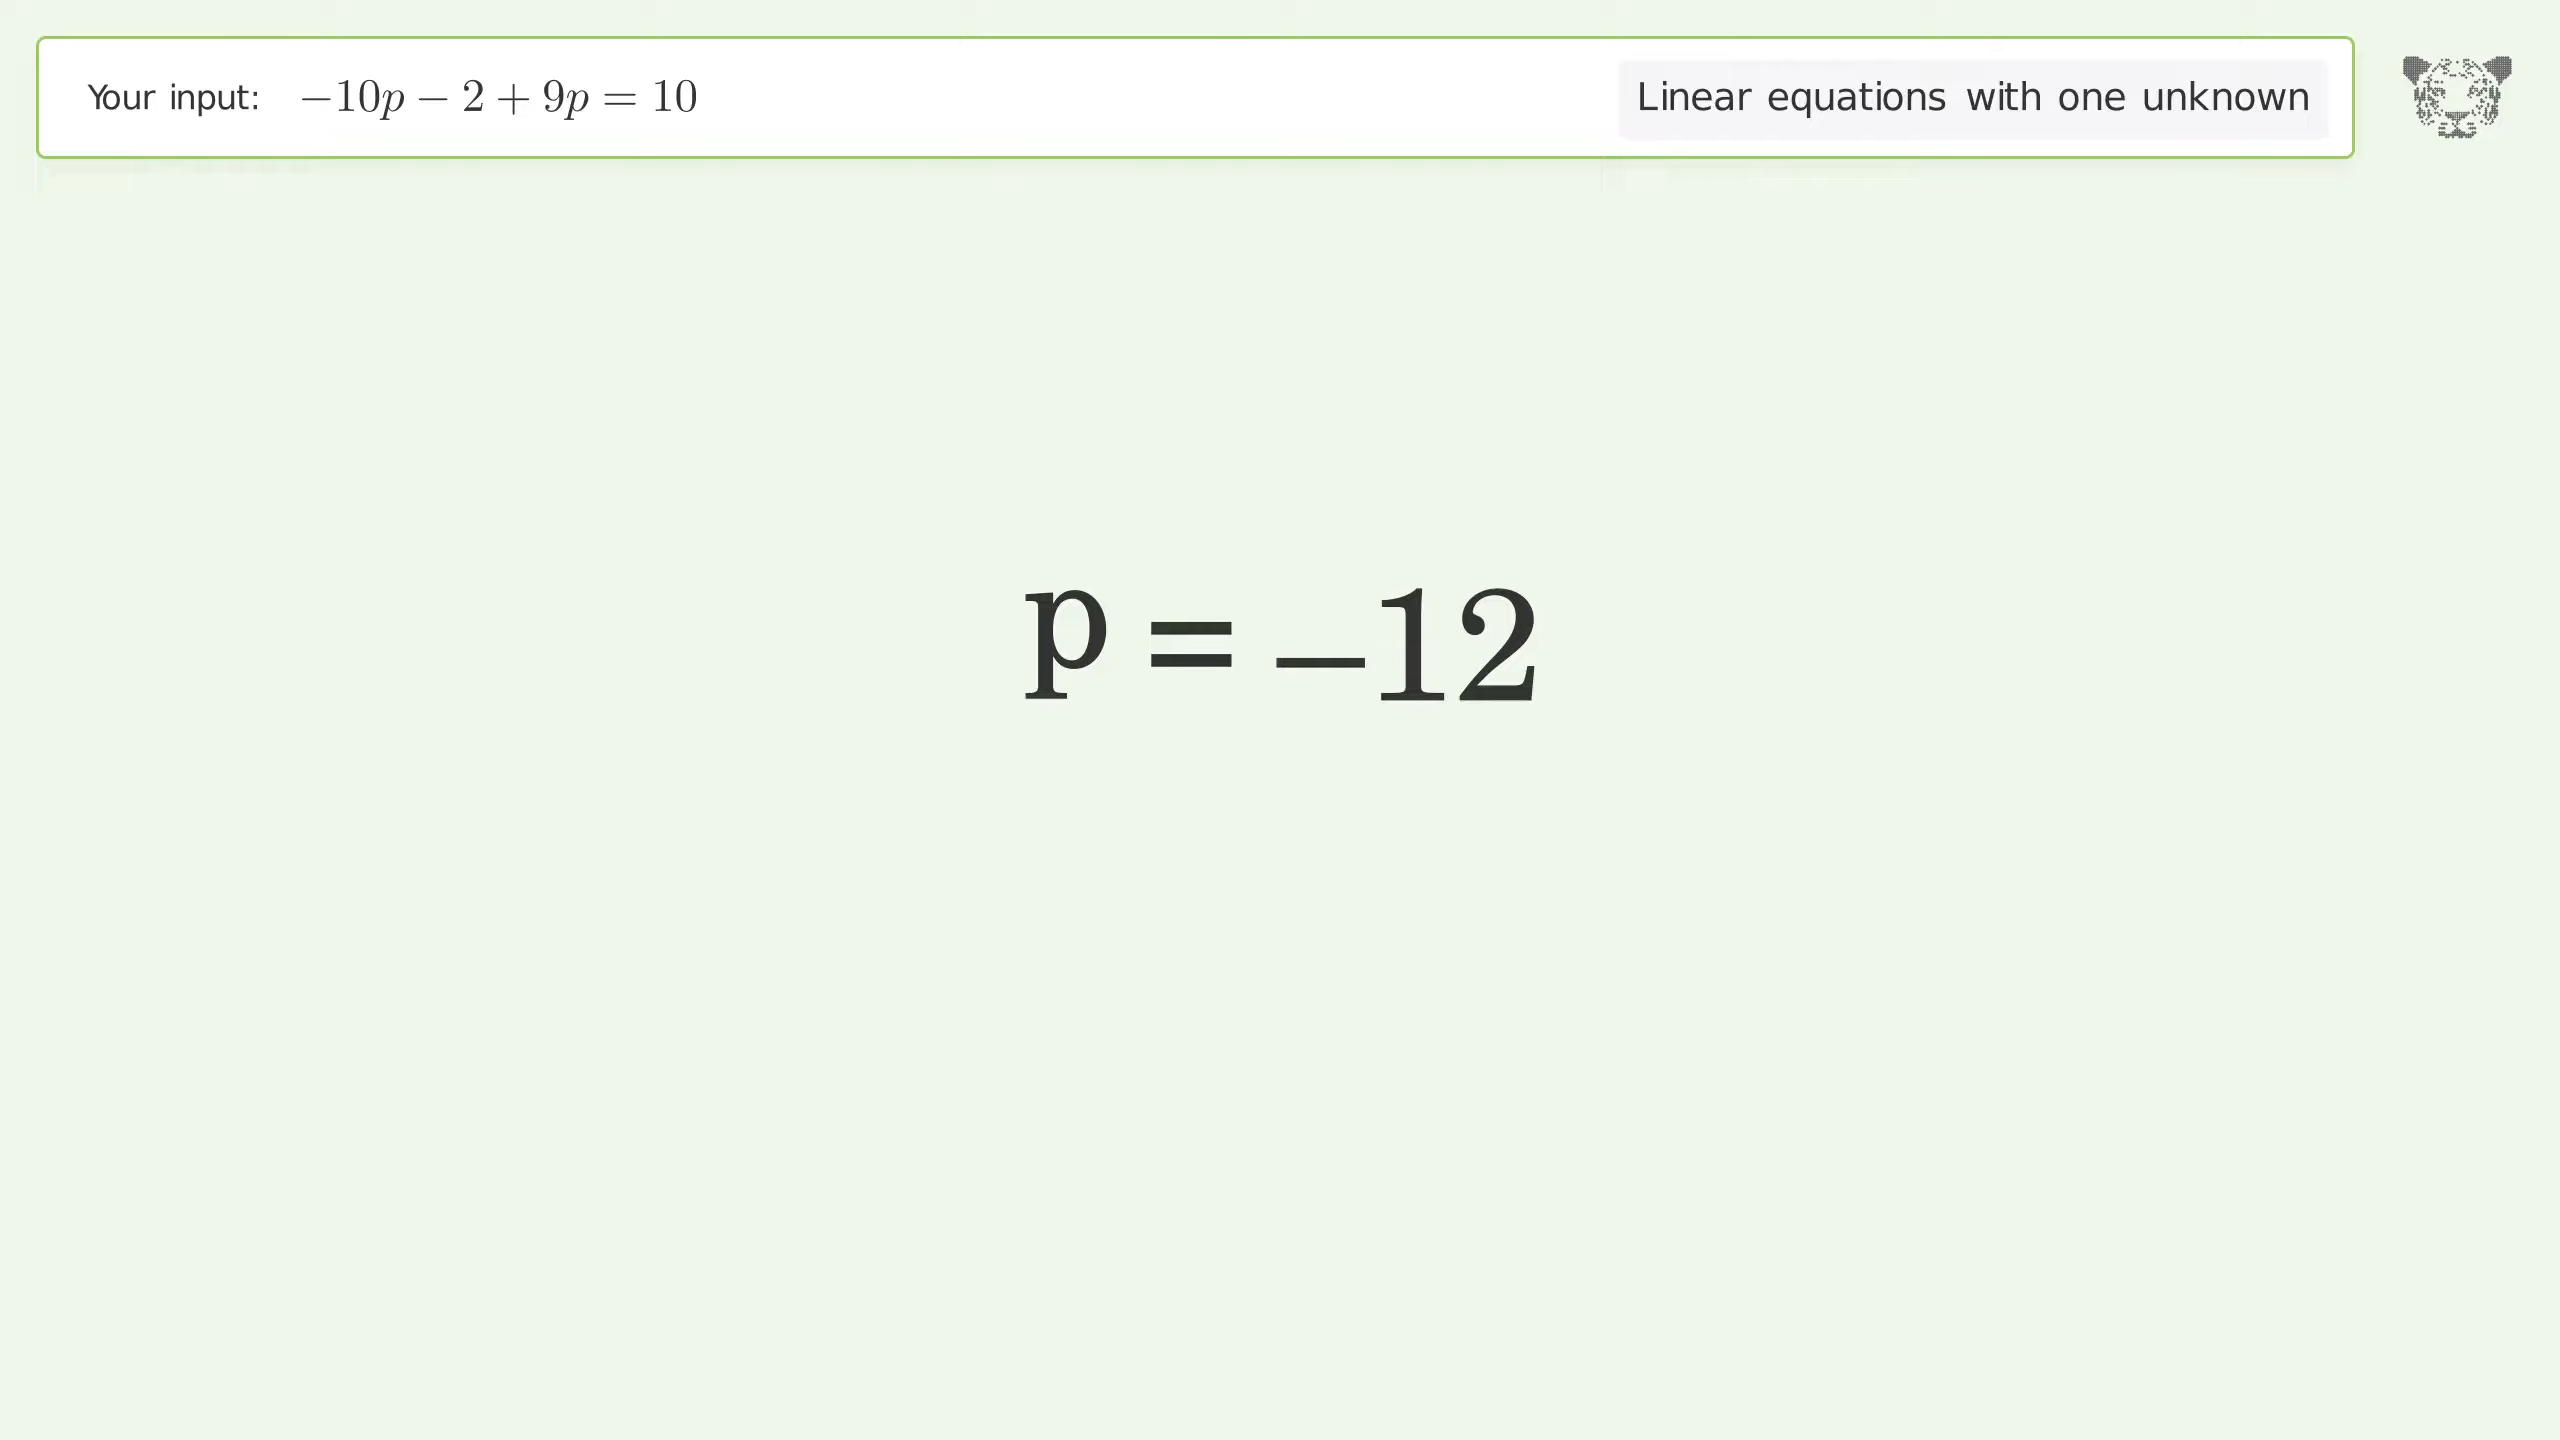 Your input: −10p − 2 + 9p = 10 Linear equations with one unknown
p = −12